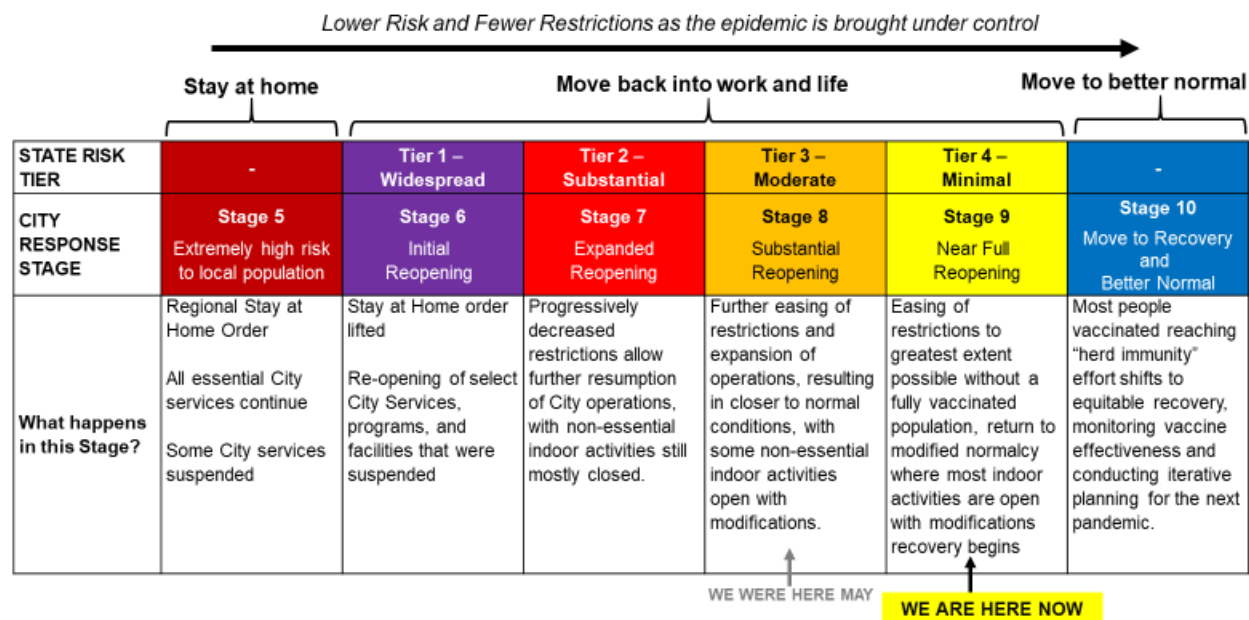 Lower Risk and Fewer Restrictions as the epidemic is brought under control
Stay at home
Move back into work and life
Move to better normal
STATE RISK
TIER
-
Tier 1 –
Widespread
Tier 2 –
Substantial
Tier 3 –
Moderate
Tier 4 –
Minimal
-
CITY
RESPONSE
STAGE
Stage 5
Extremely high risk
to local population
Stage 6
Initial
Reopening
Stage 7
Expanded
Reopening
Stage 8
Substantial
Reopening
Stage 9
Near Full
Reopening
Stage 10
Move to Recovery
and
Better Normal
What happens
in this Stage?
Regional Stay at
Home Order
All essential City
services continue
Some City services
suspended
Stay at Home order
lifted
Re-opening of select
City Services,
programs, and
facilities that were
suspended
Progressively
decreased
restrictions allow
further resumption
of City operations,
with non-essential
indoor activities still
mostly closed.
Further easing of
restrictions and
expansion of
operations, resulting
in closer to normal
conditions, with
some non-essential
indoor activities
open with
modifications.
Easing of
restrictions to
greatest extent
possible without a
fully vaccinated
population, return to
modified normalcy
where most indoor
activities are open
with modifications
recovery begins
Most people
vaccinated reaching
“herd immunity”
effort shifts to
equitable recovery,
monitoring vaccine
effectiveness and
conducting iterative
planning for the next
pandemic.
WE WERE HERE MAY
WE ARE HERE NOW